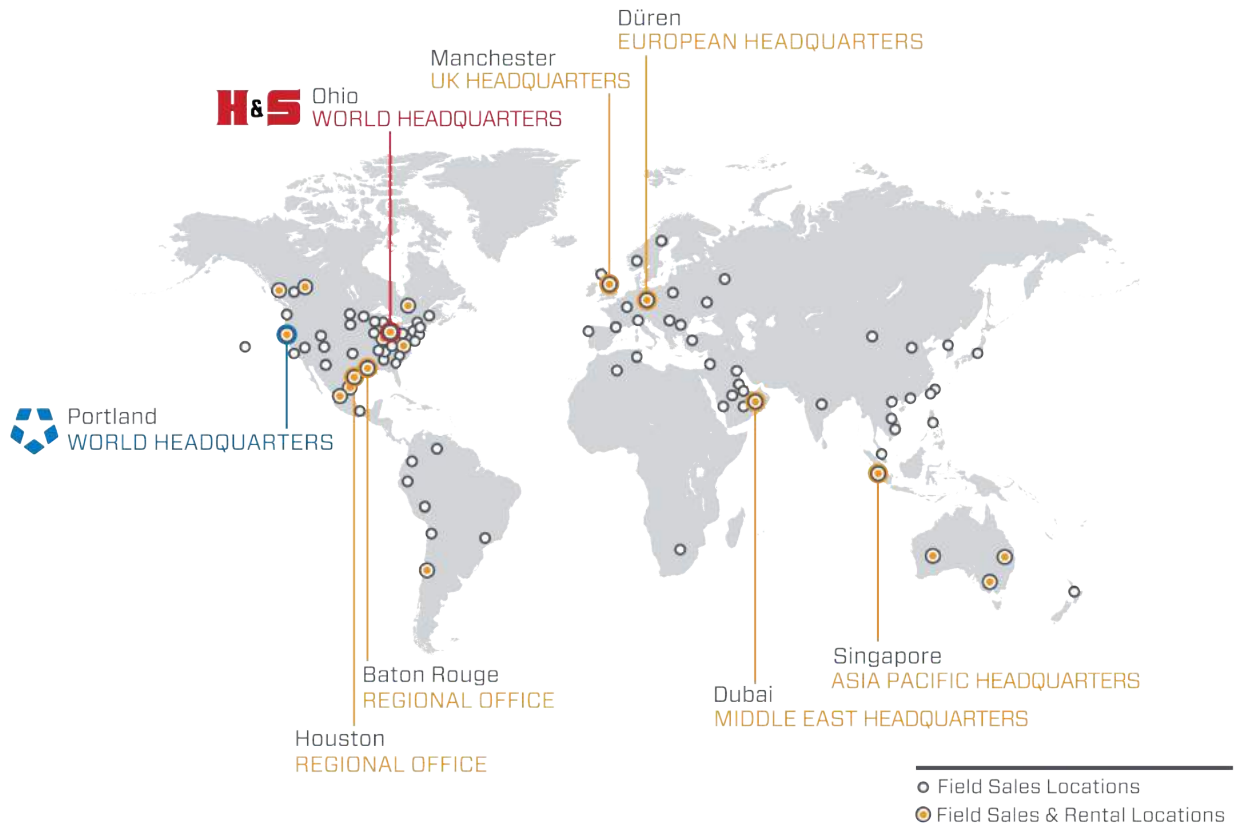 Düren
EUROPEAN HEADQUARTERS
Manchester
UK HEADQUARTERS
H&S
Ohio
WORLD HEADQUARTERS
Portland
WORLD HEADQUARTERS
Baton Rouge
REGIONAL OFFICE
Houston
REGIONAL OFFICE
Singapore
ASIA PACIFIC HEADQUARTERS
Dubai
MIDDLE EAST HEADQUARTERS
Field Sales Locations
Field Sales & Rental Locations